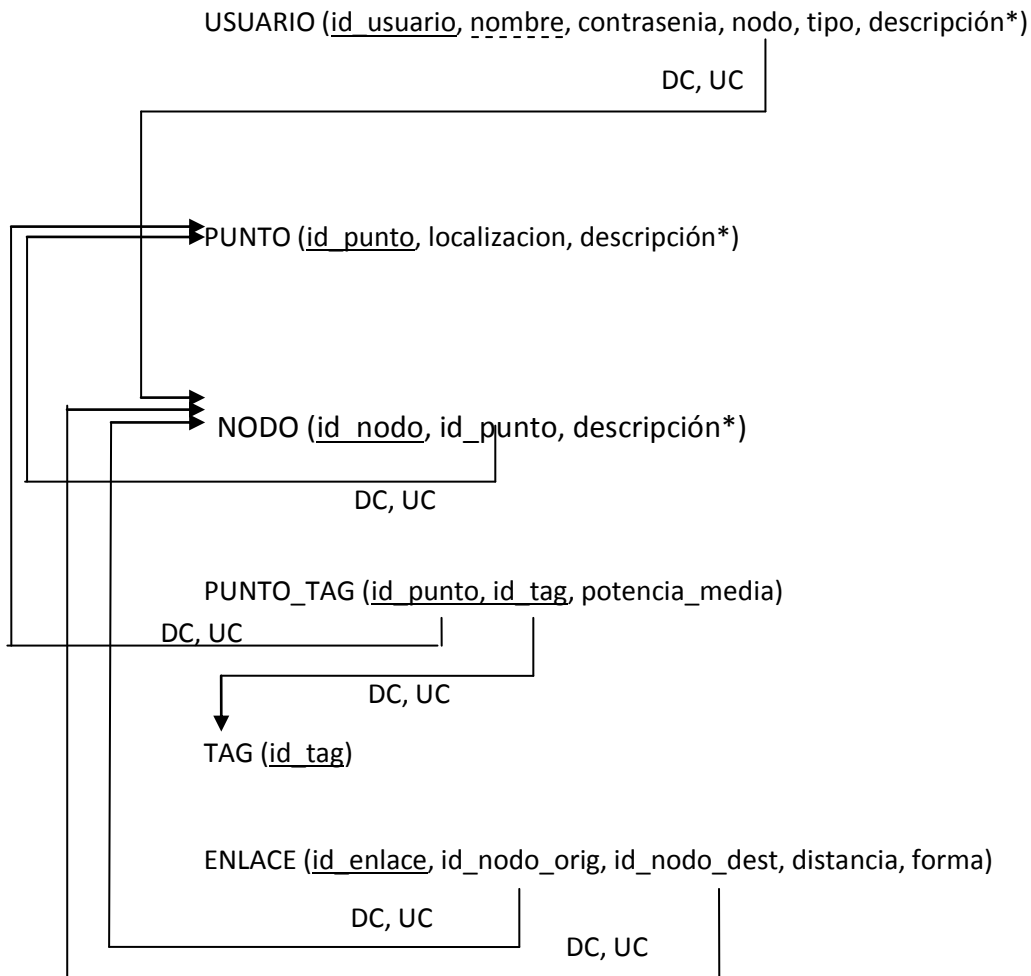 USUARIO (id_usuario, nombre, contrasenia, nodo, tipo, descripción*)
DC, UC
PUNTO (id_punto, localizacion, descripción*)
NODO (id_nodo, id_punto, descripción*)
DC, UC
PUNTO_TAG (id_punto, id_tag, potencia_media)
DC, UC
DC, UC
TAG (id_tag)
ENLACE (id_enlace, id_nodo_orig, id_nodo_dest, distancia, forma)
DC, UC
DC, UC